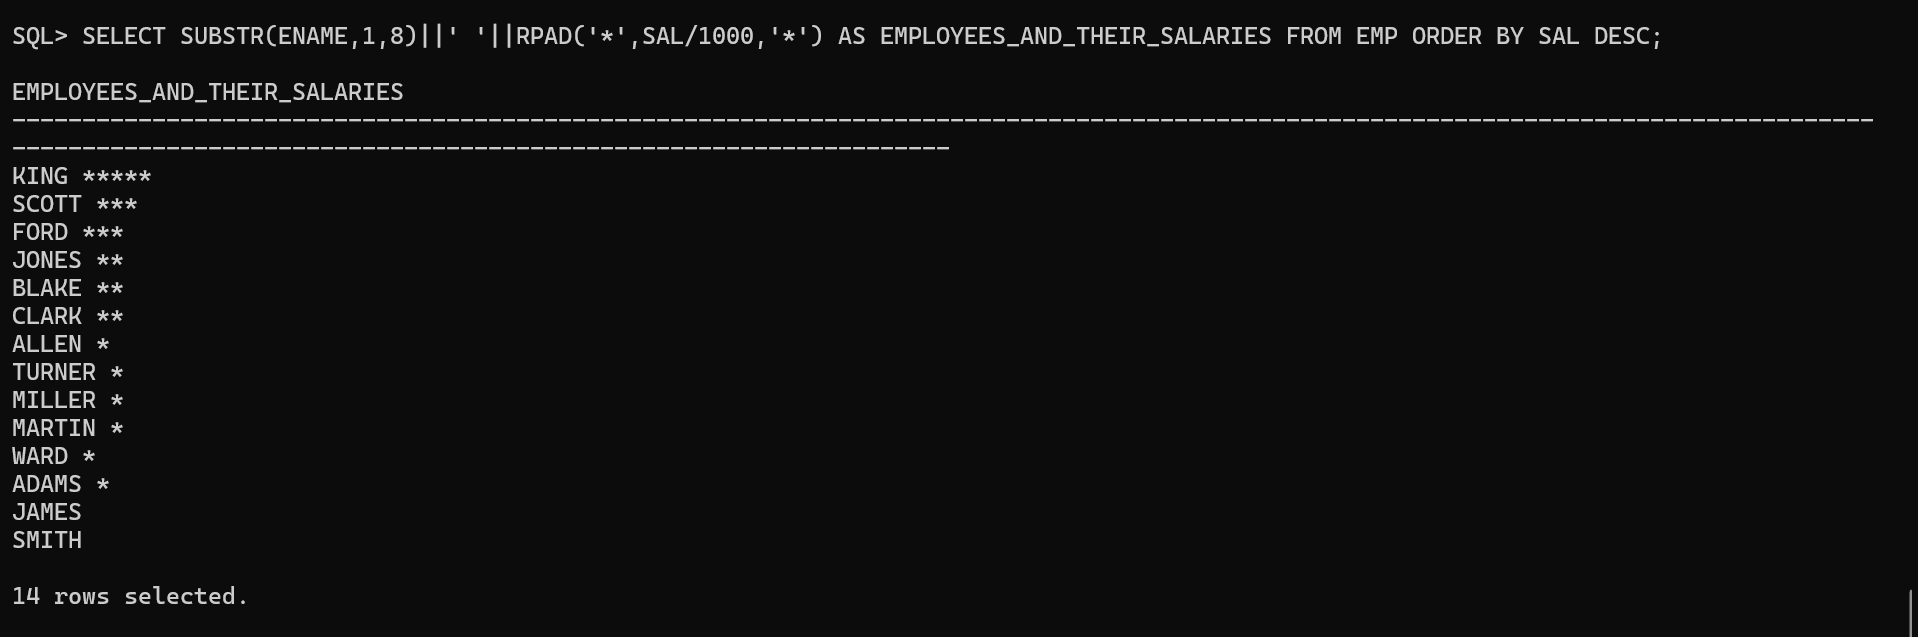 SQL> SELECT SUBSTR(ENAME,1,8)||' '||RPAD('*',SAL/1000,'*') AS EMPLOYEES_AND_THEIR_SALARIES FROM EMP ORDER BY SAL DESC;
EMPLOYEES_AND_THEIR_SALARIES
-------------------------------------------------------------------------------------------------------------------------------------
-------------------------------------------------------------------
KING *****
SCOTT ***
FORD ***
JONES **
BLAKE **
CLARK **
ALLEN *
TURNER *
MILLER *
MARTIN *
WARD *
ADAMS *
JAMES
SMITH
14 rows selected.